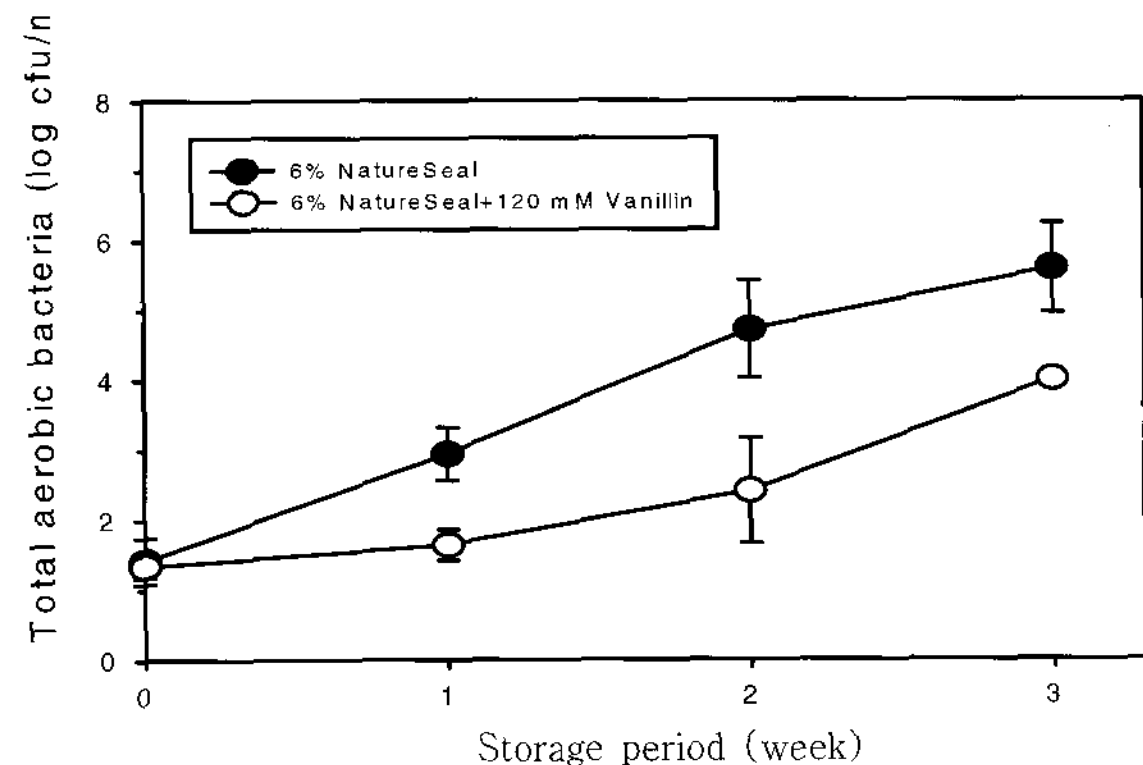 Total aerobic bacteria (log cfu/n
8
6
4
2
0
6% NatureSeal
6% NatureSeal+120 mM Vanillin
0 1 2 3
Storage period (week)